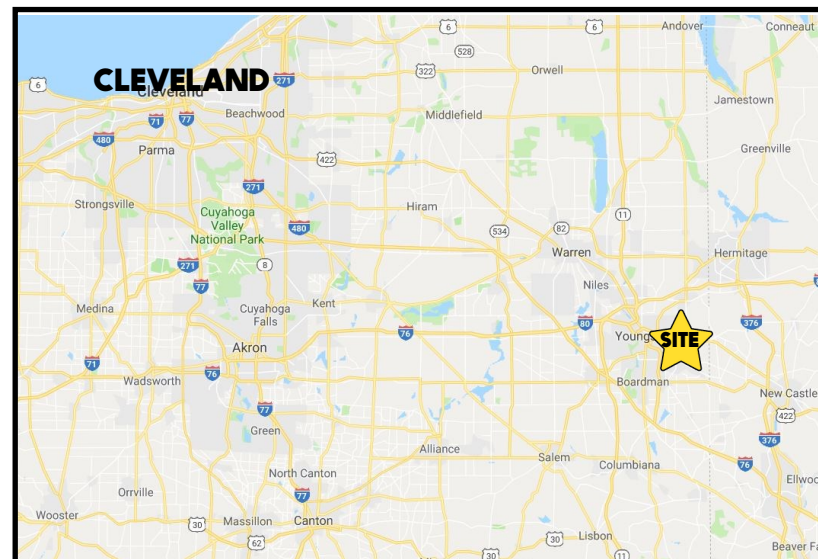 6
6
Andover
Conneaut
528
CLEVELAND
Cleveland
271
322
Orwell
6
Jamestown
Beachwood
Middlefield
71
77
480
Parma
Greenville
422
271
Strongsville
Hiram
Cuyahoga
Valley
National Park
11
480
534
82
Warren
Hermitage
8
271
77
Niles
Medina
Cuyahoga
Falls
Kent
80
376
76
SITE
Akron
71
76
Wadsworth
Boardman
New Castle
77
422
Green
376
Alliance
Salem
Columbiana
76
North Canton
Orrville
77
Wooster
30
Massillon
Canton
62
30
30
Lisbon
11